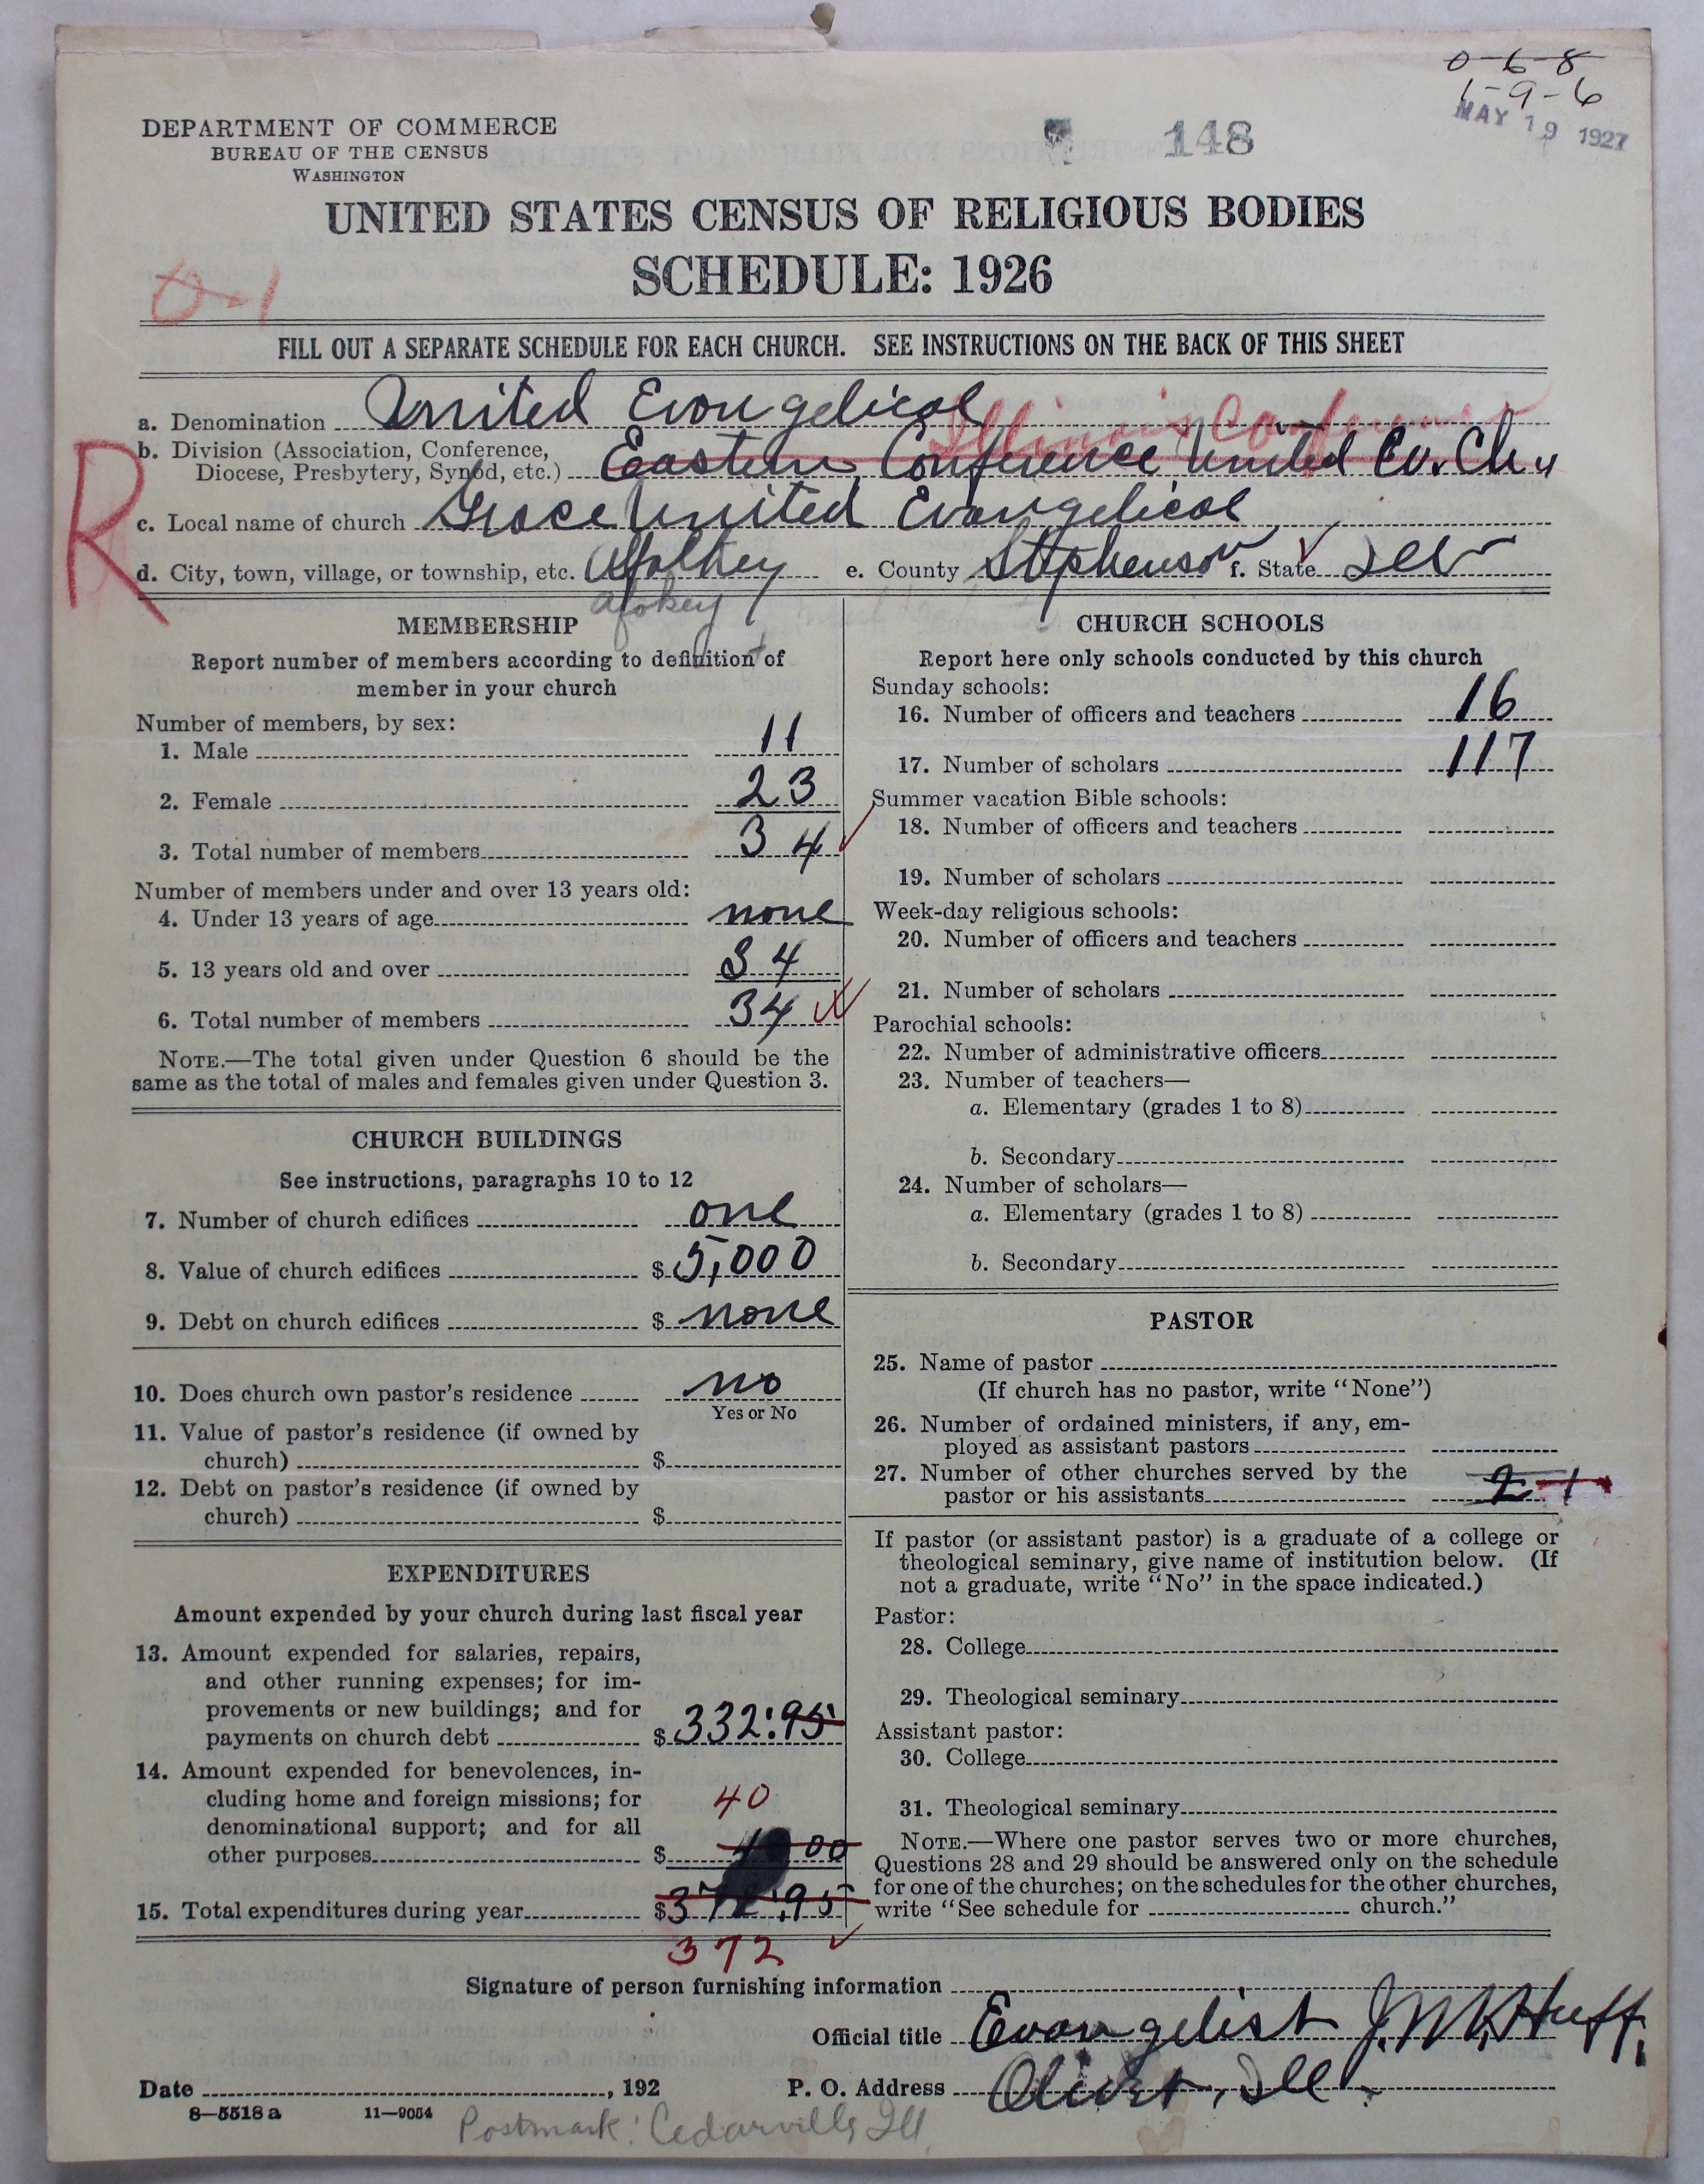 0-6-8
1-9-6
MAY 19 1927
148
DEPARTMENT OF COMMERCE
BUREAU OF THE CENSUS
WASHINGTON
UNITED STATES CENSUS OF RELIGIOUS BODIES
SCHEDULE: 1926
0-1
FILL OUT A SEPARATE SCHEDULE FOR EACH CHURCH. SEE INSTRUCTIONS ON THE BACK OF THIS SHEET
a. Denomination United Evangelical
Illinois Conference
R
b. Division (Association, Conference,
Diocese, Presbytery, Synod, etc.) Eastern Conference United Ev. Ch
c. Local name of church Grace United Evangelical
d. City, town, village, or township, etc. Afolkey e. County Stephenson f. State Ill
Afokey
MEMBERSHIP
Report number of members according to definition of
member in your church
Number of members, by sex:
1. Male 11
2. Female 23
3. Total number of members 34
Number of members under and over 13 years old:
4. Under 13 years of age none
5. 13 years old and over 34
6. Total number of members 34
NOTE.—The total given under Question 6 should be the
same as the total of males and females given under Question 3.
CHURCH BUILDINGS
See instructions, paragraphs 10 to 12
7. Number of church edifices one
8. Value of church edifices $ 5,000
9. Debt on church edifices $ none
10. Does church own pastor's residence no
Yes or No
11. Value of pastor's residence (if owned by
church) $
12. Debt on pastor's residence (if owned by
church) $
EXPENDITURES
Amount expended by your church during last fiscal year
13. Amount expended for salaries, repairs,
and other running expenses; for im-
provements or new buildings; and for
payments on church debt $ 332.95
14. Amount expended for benevolences, in-
cluding home and foreign missions; for
denominational support; and for all
other purposes $
40
15. Total expenditures during year $ 372.95
372
CHURCH SCHOOLS
Report here only schools conducted by this church
Sunday schools:
16. Number of officers and teachers 16
17. Number of scholars 117
Summer vacation Bible schools:
18. Number of officers and teachers
19. Number of scholars
Week-day religious schools:
20. Number of officers and teachers
21. Number of scholars
Parochial schools:
22. Number of administrative officers
23. Number of teachers—
a. Elementary (grades 1 to 8)
b. Secondary
24. Number of scholars—
a. Elementary (grades 1 to 8)
b. Secondary
PASTOR
25. Name of pastor
(If church has no pastor, write "None")
26. Number of ordained ministers, if any, em-
ployed as assistant pastors
27. Number of other churches served by the
pastor or his assistants 2 1
If pastor (or assistant pastor) is a graduate of a college or
theological seminary, give name of institution below. (If
not a graduate, write "No" in the space indicated.)
Pastor:
28. College
29. Theological seminary
Assistant pastor:
30. College
31. Theological seminary
NOTE.—Where one pastor serves two or more churches,
Questions 28 and 29 should be answered only on the schedule
for one of the churches; on the schedules for the other churches,
write "See schedule for church."
Signature of person furnishing information
Official title Evangelist J. W. Huff.
Date , 192 P. O. Address Olivet, Ill.
8—5518 a 11—9054
Postmark: Cedarville, Ill.